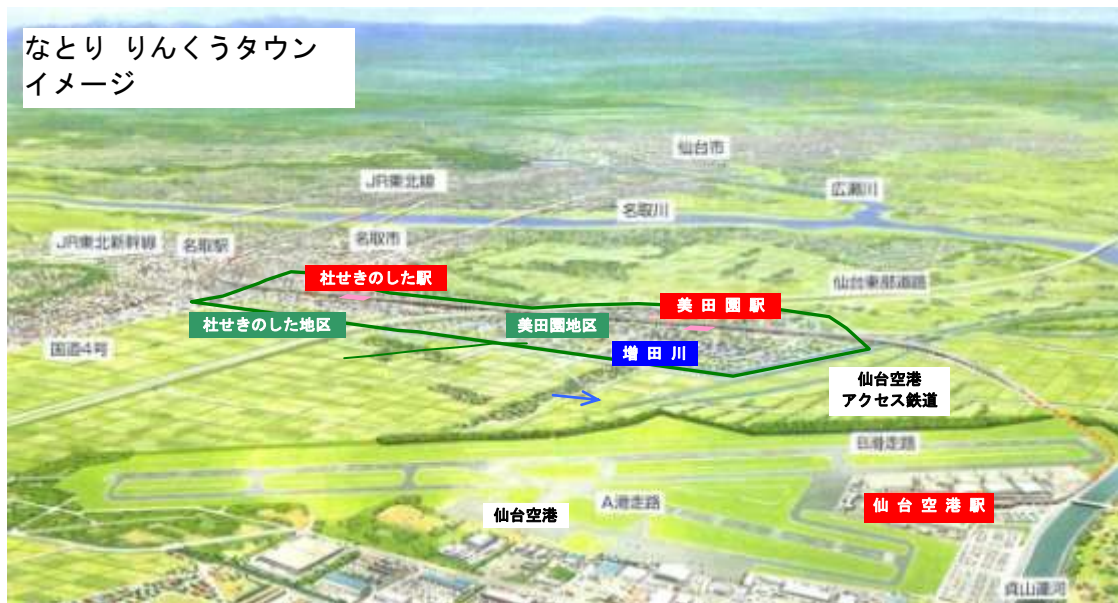 なとり りんくうタウン
イメージ
仙台市
JR東北線
広瀬川
名取川
JR東北新幹線
名取駅
名取市
杜せきのした駅
仙台東部道路
美田園駅
杜せきのした地区
美田園地区
国道4号
増田川
仙台空港
アクセス鉄道
B滑走路
A滑走路
仙台空港駅
仙台空港
貞山運河